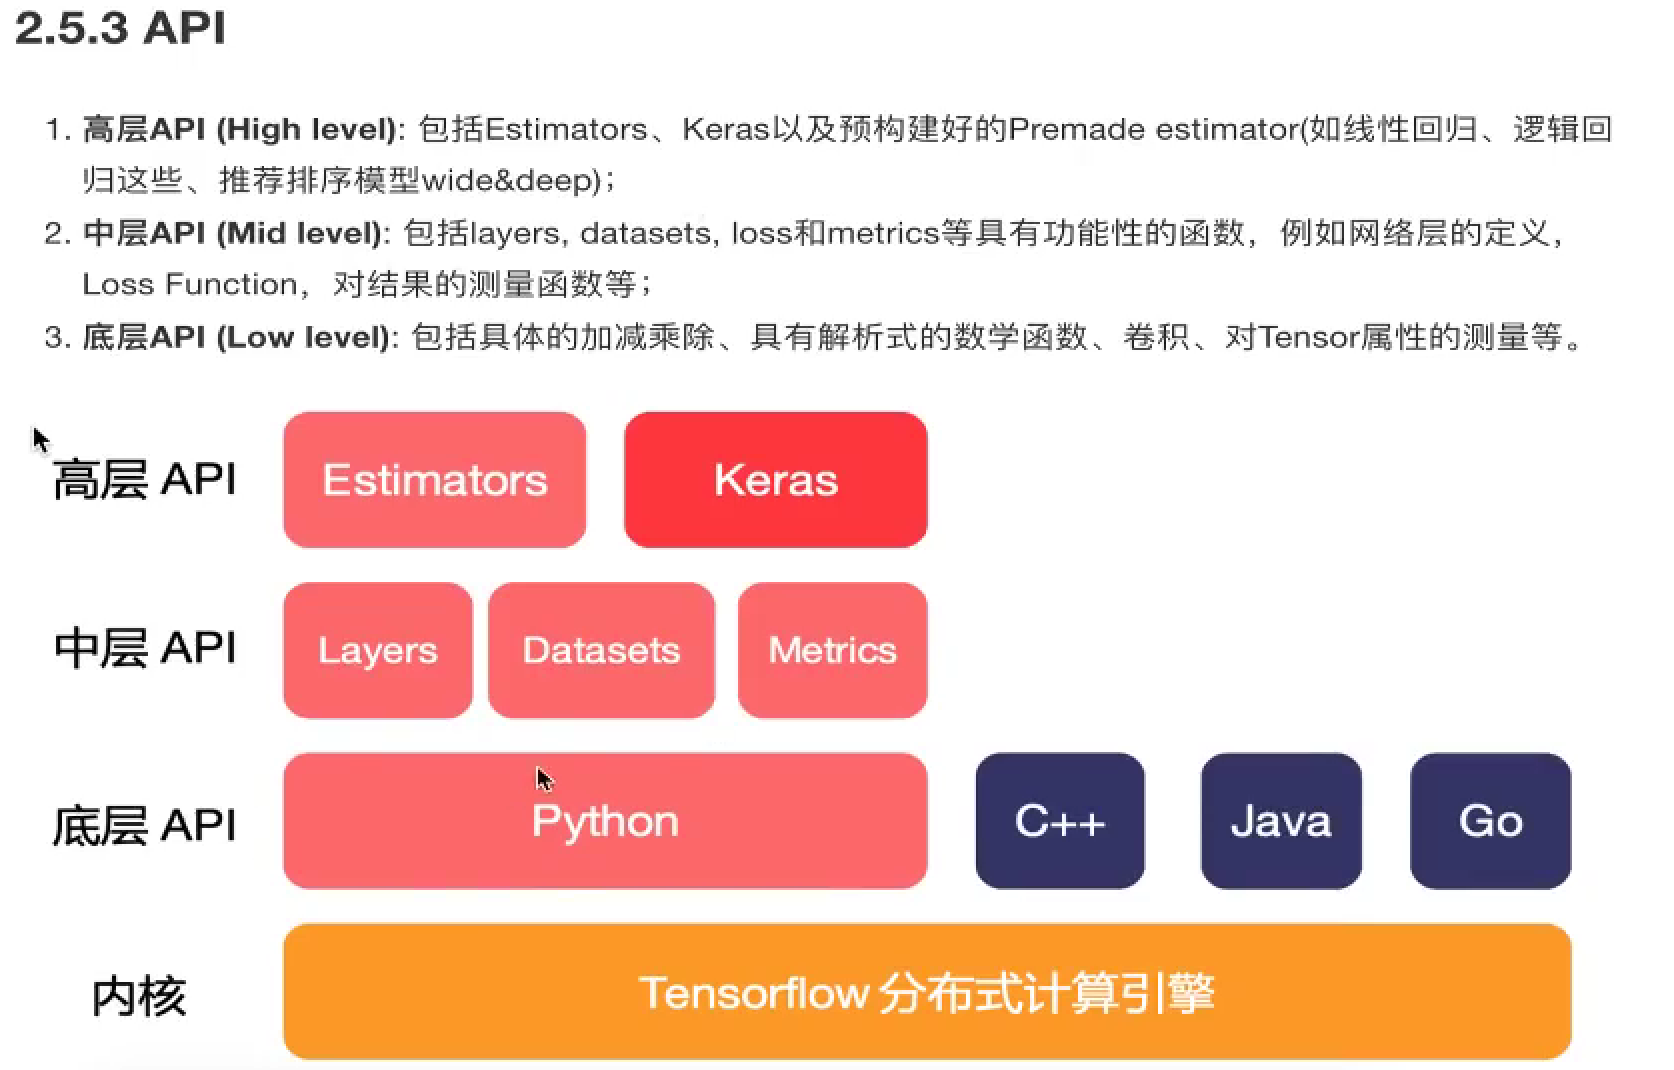 2.5.3 API
1. 高层API (High level): 包括Estimators、Keras以及预构建好的Premade estimator(如线性回归、逻辑回
归这些、推荐排序模型wide&deep)；
2. 中层API (Mid level): 包括layers, datasets, loss和metrics等具有功能性的函数，例如网络层的定义，
Loss Function，对结果的测量函数等；
3. 底层API (Low level): 包括具体的加减乘除、具有解析式的数学函数、卷积、对Tensor属性的测量等。
高层 API Estimators Keras
中层 API Layers Datasets Metrics
底层 API Python C++ Java Go
内核 Tensorflow 分布式计算引擎